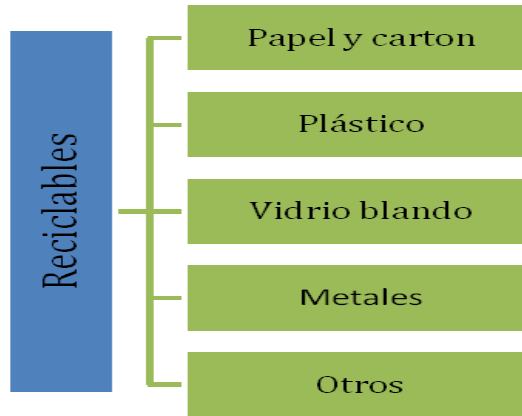 Reciclables
Papel y carton
Plástico
Vidrio blando
Metales
Otros